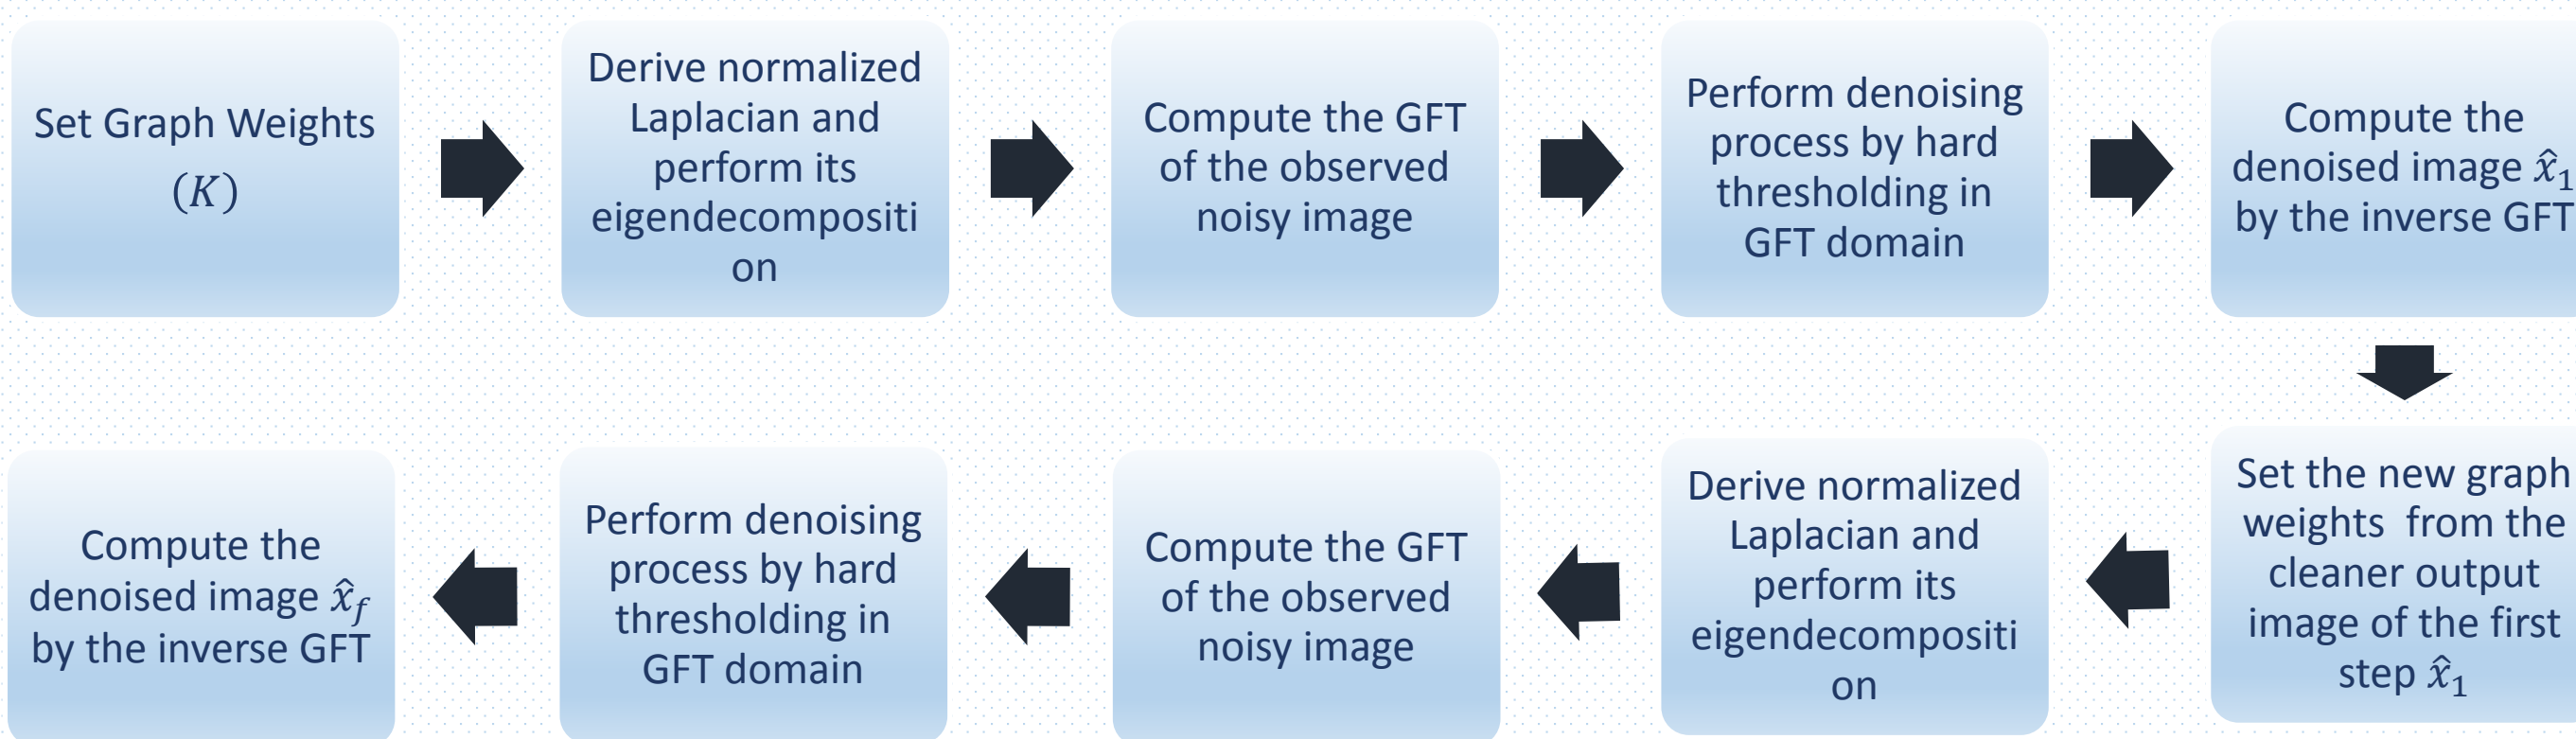 Set Graph Weights
(K)
Derive normalized
Laplacian and
perform its
eigendecompositi
on
Compute the GFT
of the observed
noisy image
Perform denoising
process by hard
thresholding in
GFT domain
Compute the
denoised image x̂₁
by the inverse GFT
Set the new graph
weights  from the
cleaner output
image of the first
step x̂₁
Derive normalized
Laplacian and
perform its
eigendecompositi
on
Compute the GFT
of the observed
noisy image
Perform denoising
process by hard
thresholding in
GFT domain
Compute the
denoised image x̂_f
by the inverse GFT